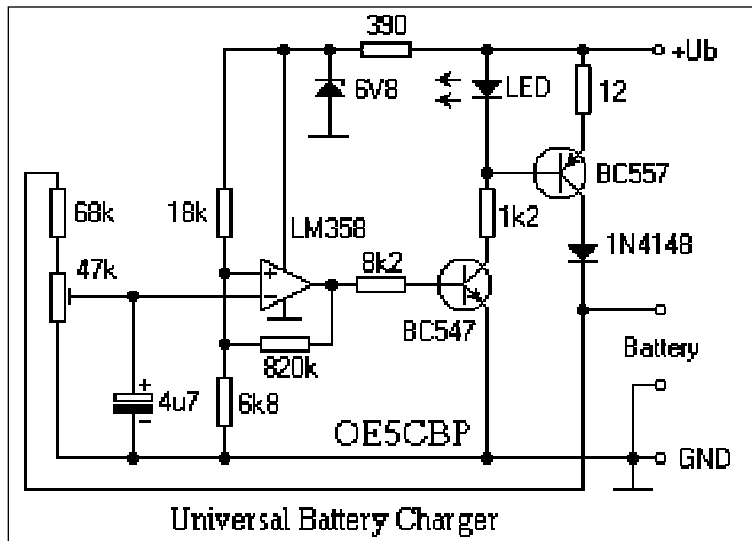 390
+Ub
6V8
LED
12
BC557
68k
18k
LM358
1k2
1N4148
47k
+
8k2
−
BC547
Battery
820k
+
4u7
−
6k8
OE5CBP
GND
Universal Battery Charger